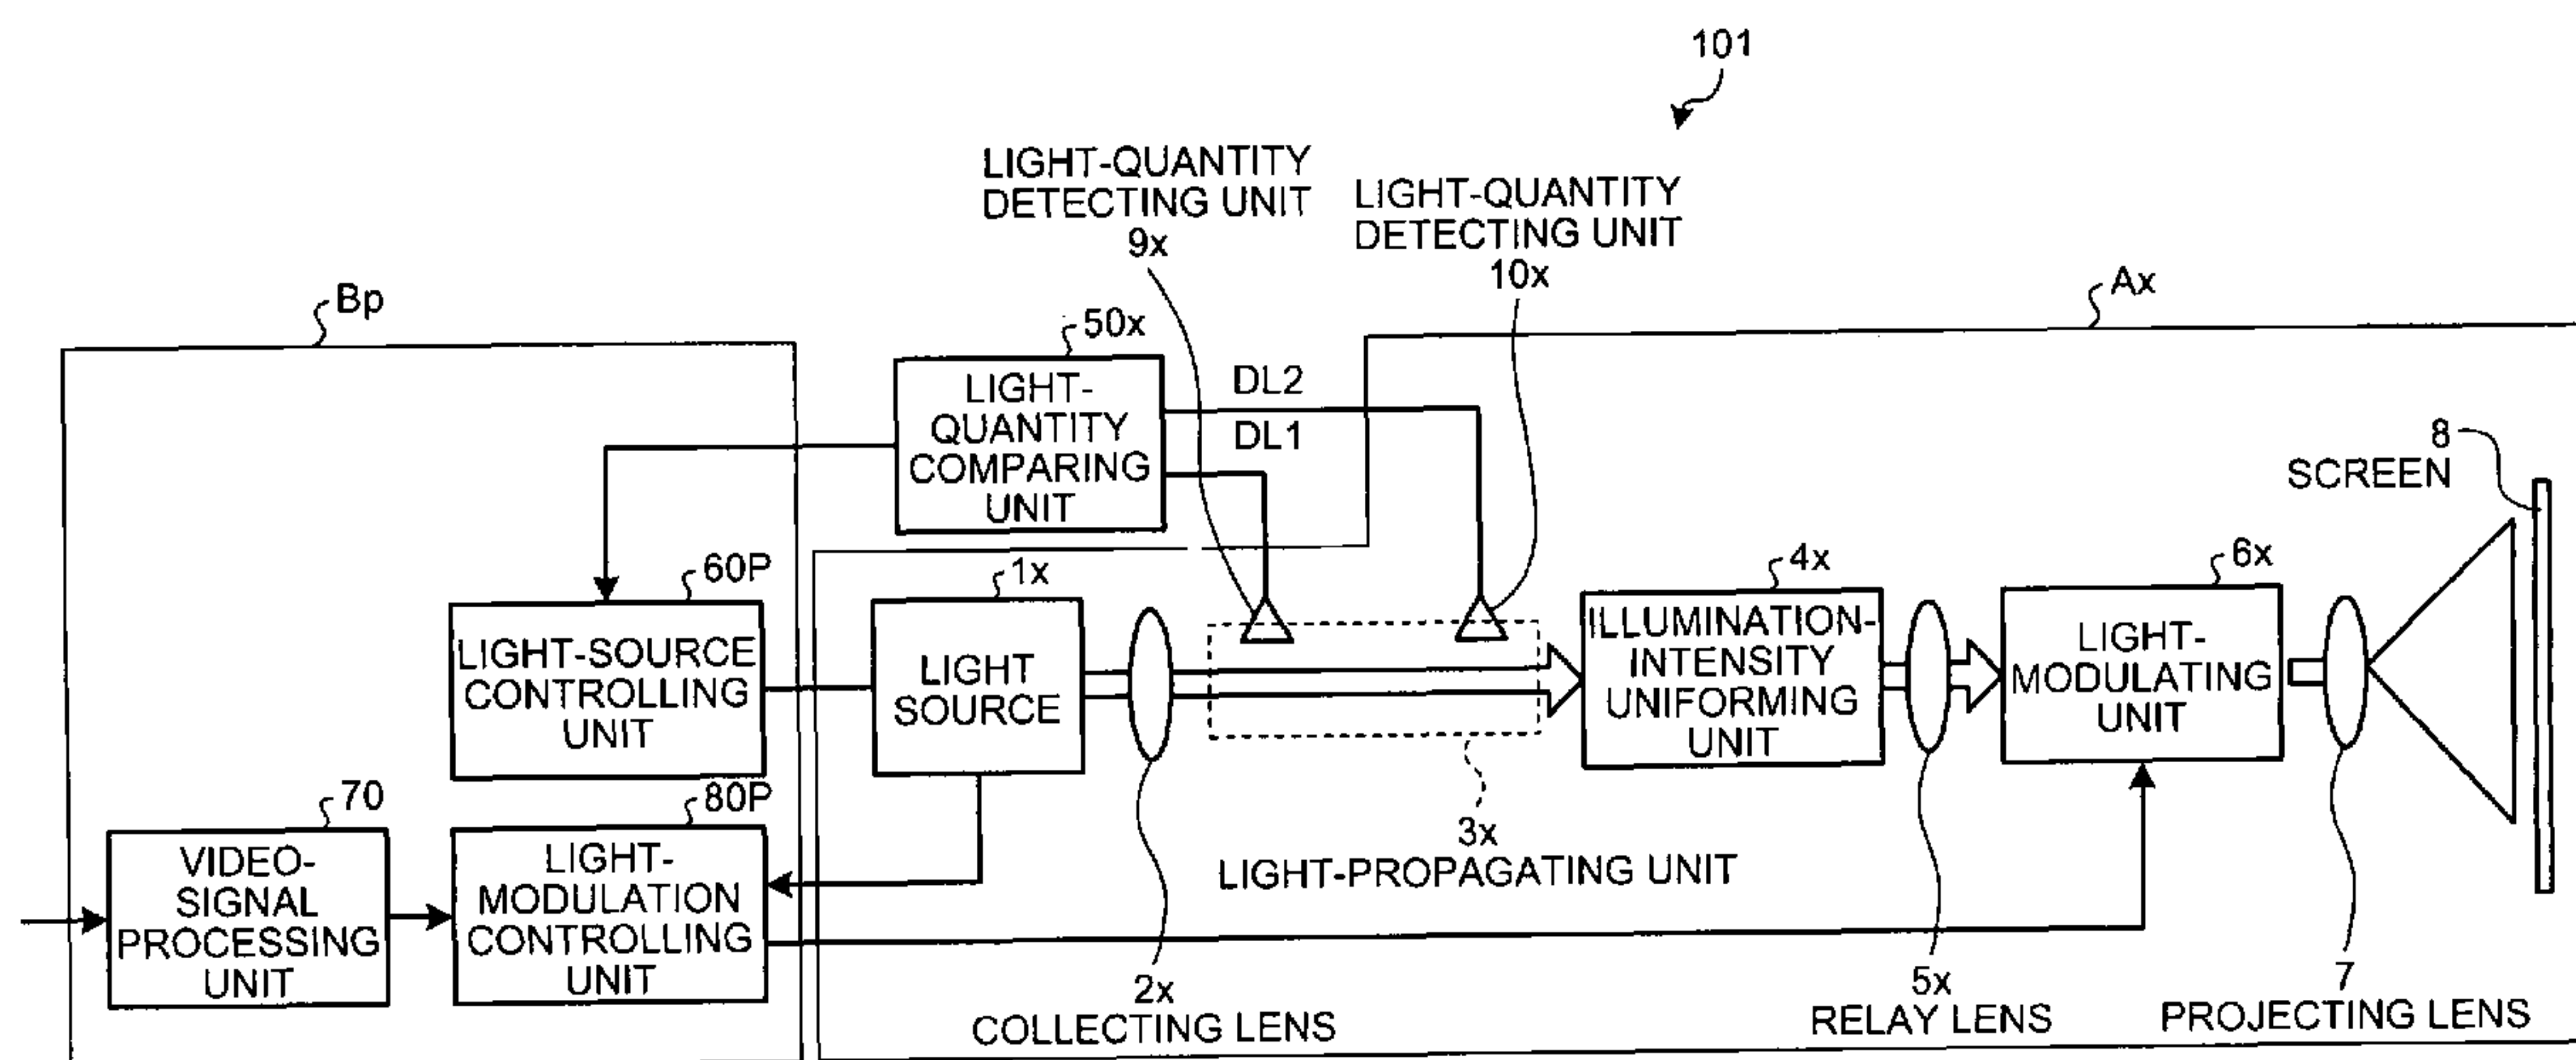 101
LIGHT-QUANTITY
DETECTING UNIT
9x
LIGHT-QUANTITY
DETECTING UNIT
10x
Bp
Ax
50x
LIGHT-
QUANTITY
COMPARING
UNIT
DL2
DL1
8
SCREEN
60P
LIGHT-SOURCE
CONTROLLING
UNIT
1x
LIGHT
SOURCE
4x
ILLUMINATION-
INTENSITY
UNIFORMING
UNIT
6x
LIGHT-
MODULATING
UNIT
70
VIDEO-
SIGNAL
PROCESSING
UNIT
80P
LIGHT-
MODULATION
CONTROLLING
UNIT
3x
LIGHT-PROPAGATING UNIT
2x
COLLECTING LENS
5x
RELAY LENS
7
PROJECTING LENS